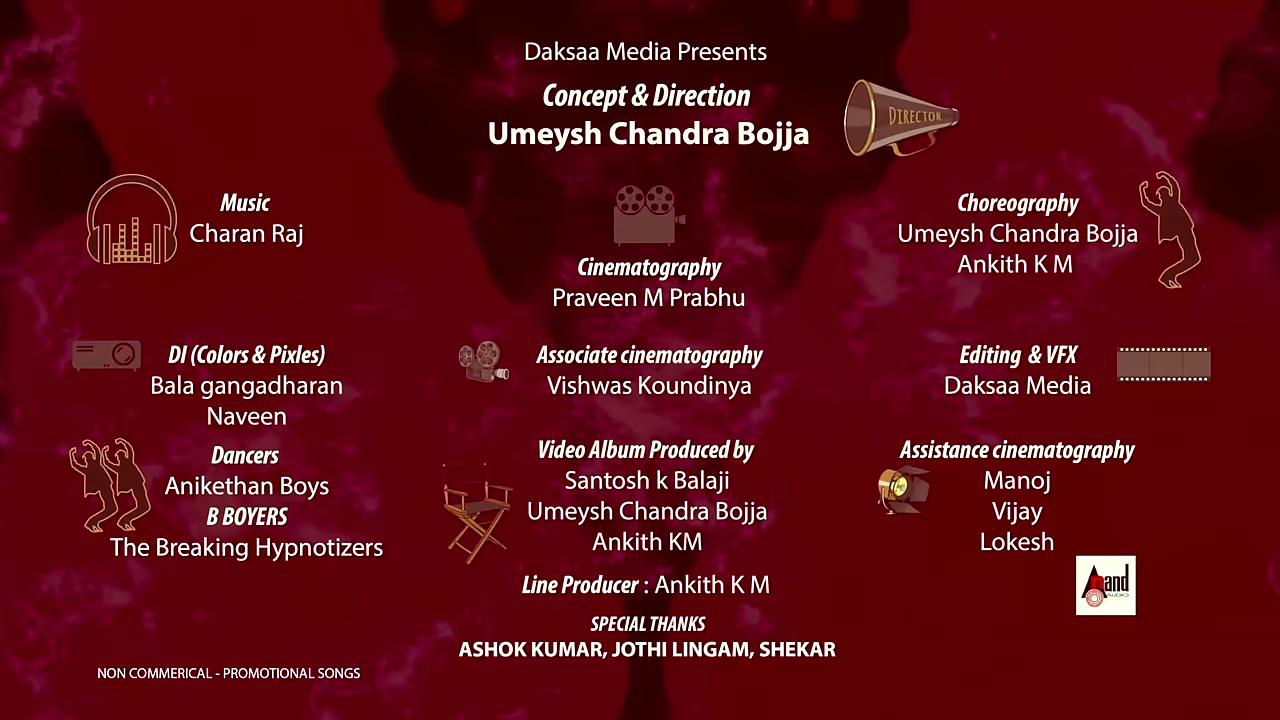 Daksaa Media Presents
Concept & Direction
Umeysh Chandra Bojja
DIRECTOR
Music
Charan Raj
Cinematography
Praveen M Prabhu
Choreography
Umeysh Chandra Bojja
Ankith K M
DI (Colors & Pixles)
Bala gangadharan
Naveen
Associate cinematography
Vishwas Koundinya
Editing & VFX
Daksaa Media
Dancers
Anikethan Boys
B BOYERS
The Breaking Hypnotizers
Video Album Produced by
Santosh k Balaji
Umeysh Chandra Bojja
Ankith KM
Assistance cinematography
Manoj
Vijay
Lokesh
Line Producer : Ankith K M
Anand
AUDIO
SPECIAL THANKS
ASHOK KUMAR, JOTHI LINGAM, SHEKAR
NON COMMERICAL - PROMOTIONAL SONGS